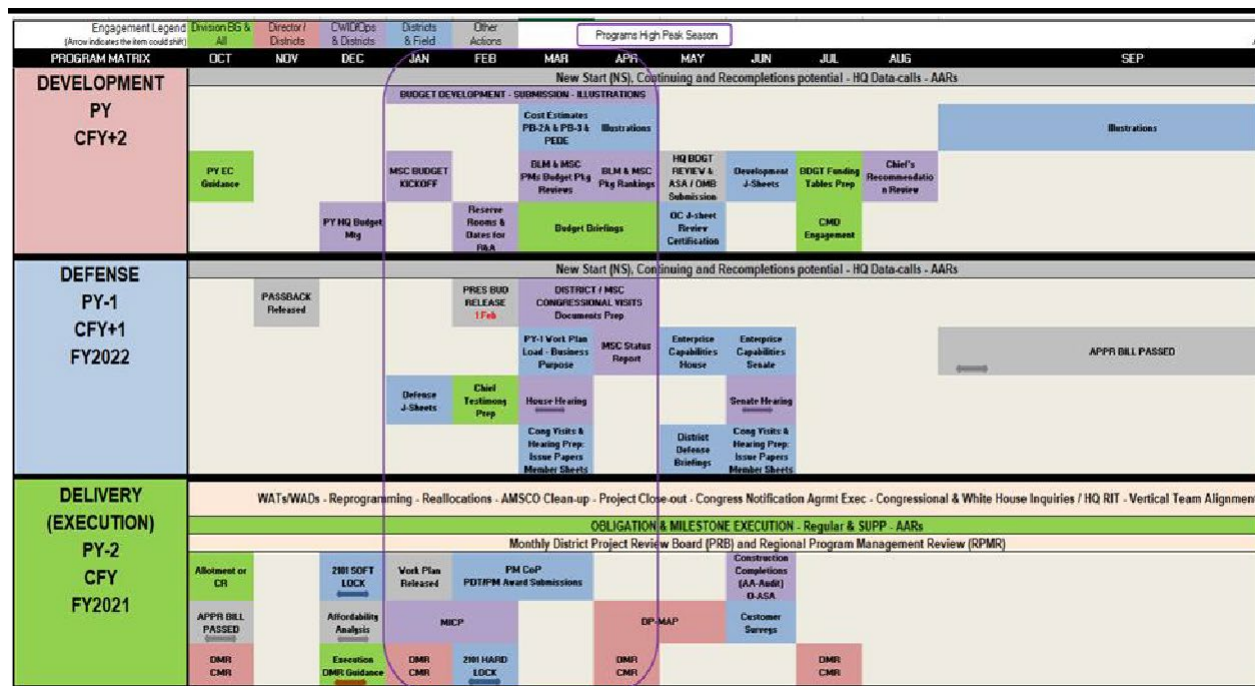 Engagement Legend
(Arrow indicates the item could shift)
Division BG & All
Director / Districts
CWID/Ops & Districts
Districts & Field
Other Actions
Programs High Peak Season
PROGRAM MATRIX OCT NOV DEC JAN FEB MAR APR MAY JUN JUL AUG SEP
DEVELOPMENT
PY
CFY+2
New Start (NS), Continuing and Recompletions potential - HQ Data-calls - AARs
BUDGET DEVELOPMENT - SUBMISSION - ILLUSTRATIONS
Cost Estimates
PB-2A & PB-3 &
PEDE
Illustrations
Illustrations
PY EC
Guidance
MSC BUDGET
KICKOFF
BLM & MSC
PMs Budget Pkg
Reviews
BLM & MSC
Pkg Rankings
HQ BDGT
REVIEW &
ASA / OMB
Submission
Development
J-Sheets
BDGT Funding
Tables Prep
Chief's
Recommendatio
n Review
PY HQ Budget
Mtg
Reserve
Rooms &
Dates for
R&A
Budget Briefings
OC J-sheet
Review
Certification
CMD
Engagement
DEFENSE
PY-1
CFY+1
FY2022
New Start (NS), Continuing and Recompletions potential - HQ Data-calls - AARs
PASSBACK
Released
PRES BUD
RELEASE
1 Feb
DISTRICT / MSC
CONGRESSIONAL VISITS
Documents Prep
PY-1 Work Plan
Load - Business
Purpose
MSC Status
Report
Enterprise
Capabilities
House
Enterprise
Capabilities
Senate
APPR BILL PASSED
Defense
J-Sheets
Chief
Testimony
Prep
House Hearing
Senate Hearing
Cong Visits &
Hearing Prep:
Issue Papers
Member Sheets
District
Defense
Briefings
Cong Visits &
Hearing Prep:
Issue Papers
Member Sheets
DELIVERY
(EXECUTION)
PY-2
CFY
FY2021
WATs/WADs - Reprogramming - Reallocations - AMSCO Clean-up - Project Close-out - Congress Notification Agrmt Exec - Congressional & White House Inquiries / HQ RIT - Vertical Team Alignment
OBLIGATION & MILESTONE EXECUTION - Regular & SUPP - AARs
Monthly District Project Review Board (PRB) and Regional Program Management Review (RPMR)
Allotment or
CR
2101 SOFT
LOCK
Work Plan
Released
PM CoP
PDT/PM Award Submissions
Construction
Completions
(AA-Audit)
O-ASA
APPR BILL
PASSED
Affordability
Analysis
MICP
DP-MAP
Customer
Surveys
DMR
CMR
Execution
DMR Guidance
DMR
CMR
2101 HARD
LOCK
DMR
CMR
DMR
CMR